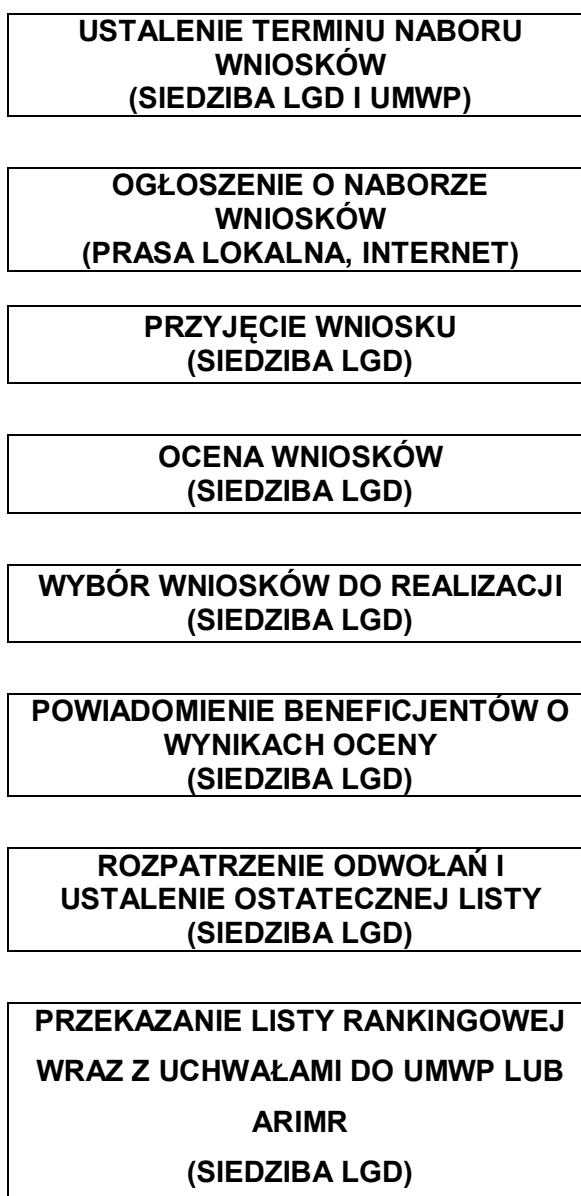 USTALENIE TERMINU NABORU
WNIOSKÓW
(SIEDZIBA LGD I UMWP)
OGŁOSZENIE O NABORZE
WNIOSKÓW
(PRASA LOKALNA, INTERNET)
PRZYJĘCIE WNIOSKU
(SIEDZIBA LGD)
OCENA WNIOSKÓW
(SIEDZIBA LGD)
WYBÓR WNIOSKÓW DO REALIZACJI
(SIEDZIBA LGD)
POWIADOMIENIE BENEFICJENTÓW O
WYNIKACH OCENY
(SIEDZIBA LGD)
ROZPATRZENIE ODWOŁAŃ I
USTALENIE OSTATECZNEJ LISTY
(SIEDZIBA LGD)
PRZEKAZANIE LISTY RANKINGOWEJ
WRAZ Z UCHWAŁAMI DO UMWP LUB
ARIMR
(SIEDZIBA LGD)